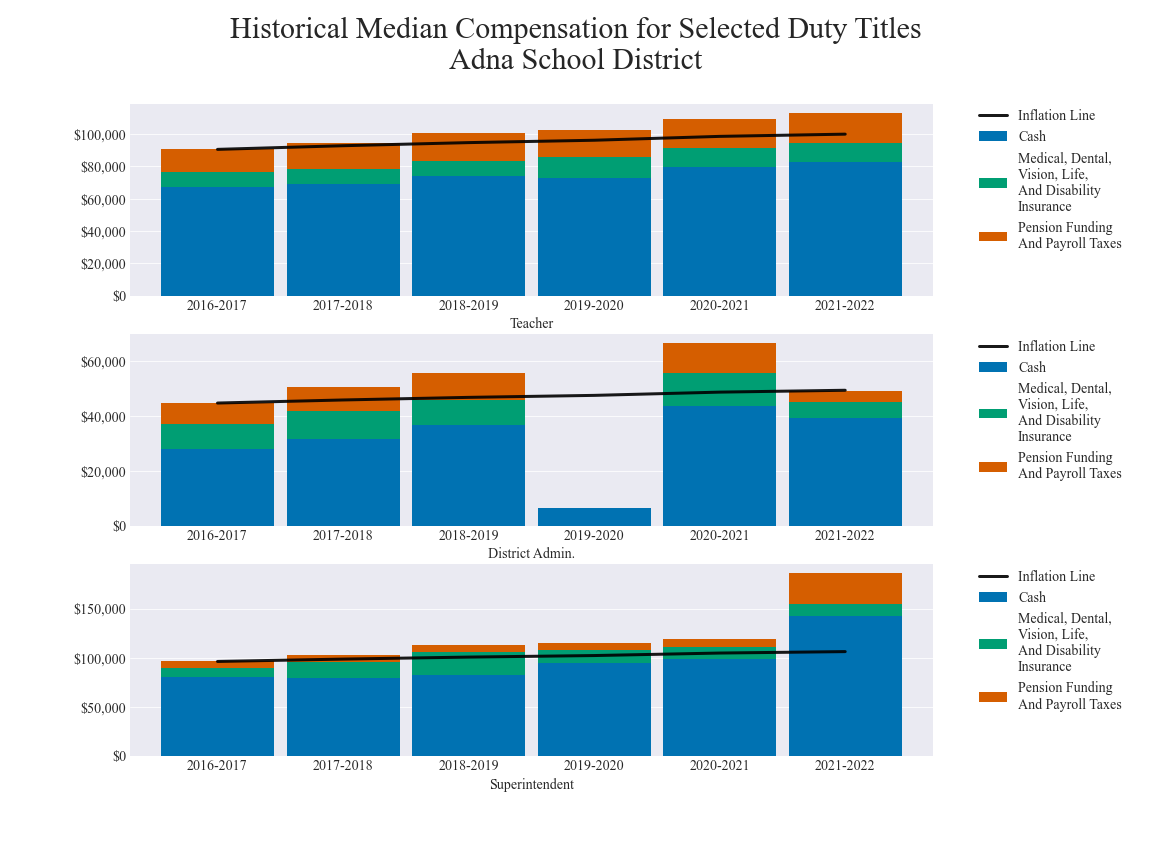 Historical Median Compensation for Selected Duty Titles
Adna School District
$100,000
$80,000
$60,000
$40,000
$20,000
$0
2016-2017 2017-2018 2018-2019 2019-2020 2020-2021 2021-2022
Teacher
Inflation Line
Cash
Medical, Dental,
Vision, Life,
And Disability
Insurance
Pension Funding
And Payroll Taxes
$60,000
$40,000
$20,000
$0
2016-2017 2017-2018 2018-2019 2019-2020 2020-2021 2021-2022
District Admin.
Inflation Line
Cash
Medical, Dental,
Vision, Life,
And Disability
Insurance
Pension Funding
And Payroll Taxes
$150,000
$100,000
$50,000
$0
2016-2017 2017-2018 2018-2019 2019-2020 2020-2021 2021-2022
Superintendent
Inflation Line
Cash
Medical, Dental,
Vision, Life,
And Disability
Insurance
Pension Funding
And Payroll Taxes